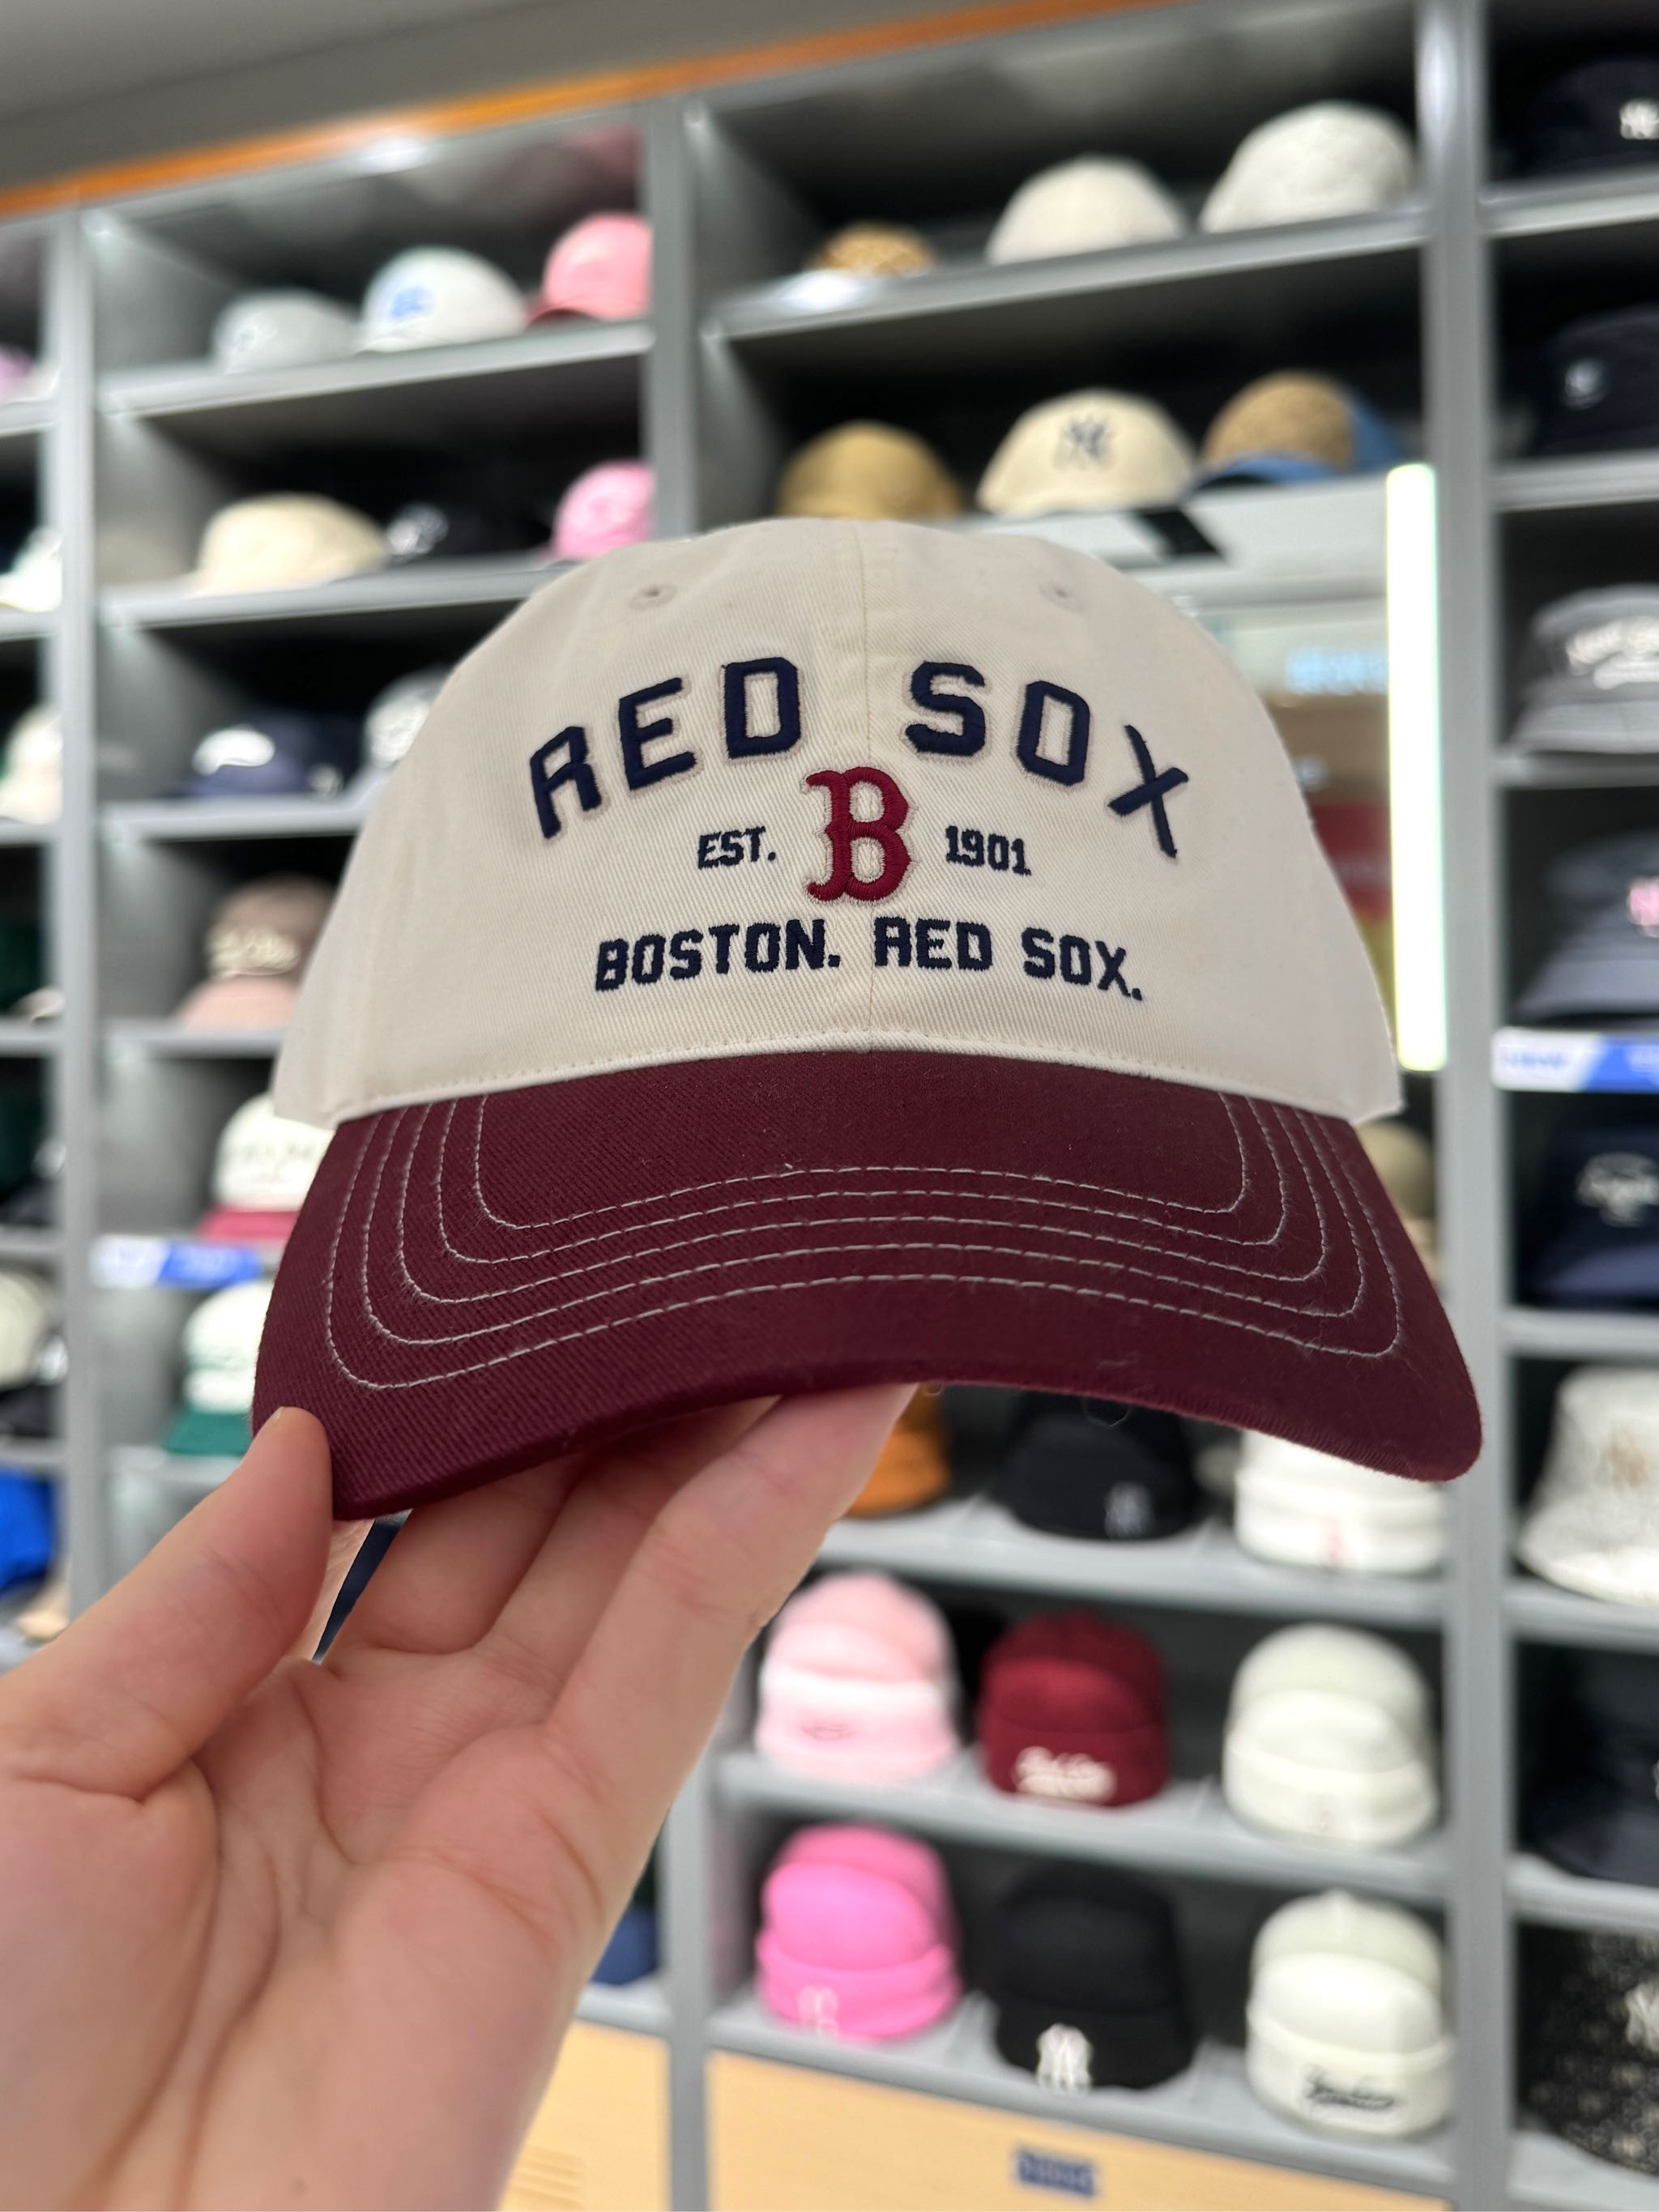 RED SOX
EST. B 1901
BOSTON. RED SOX.